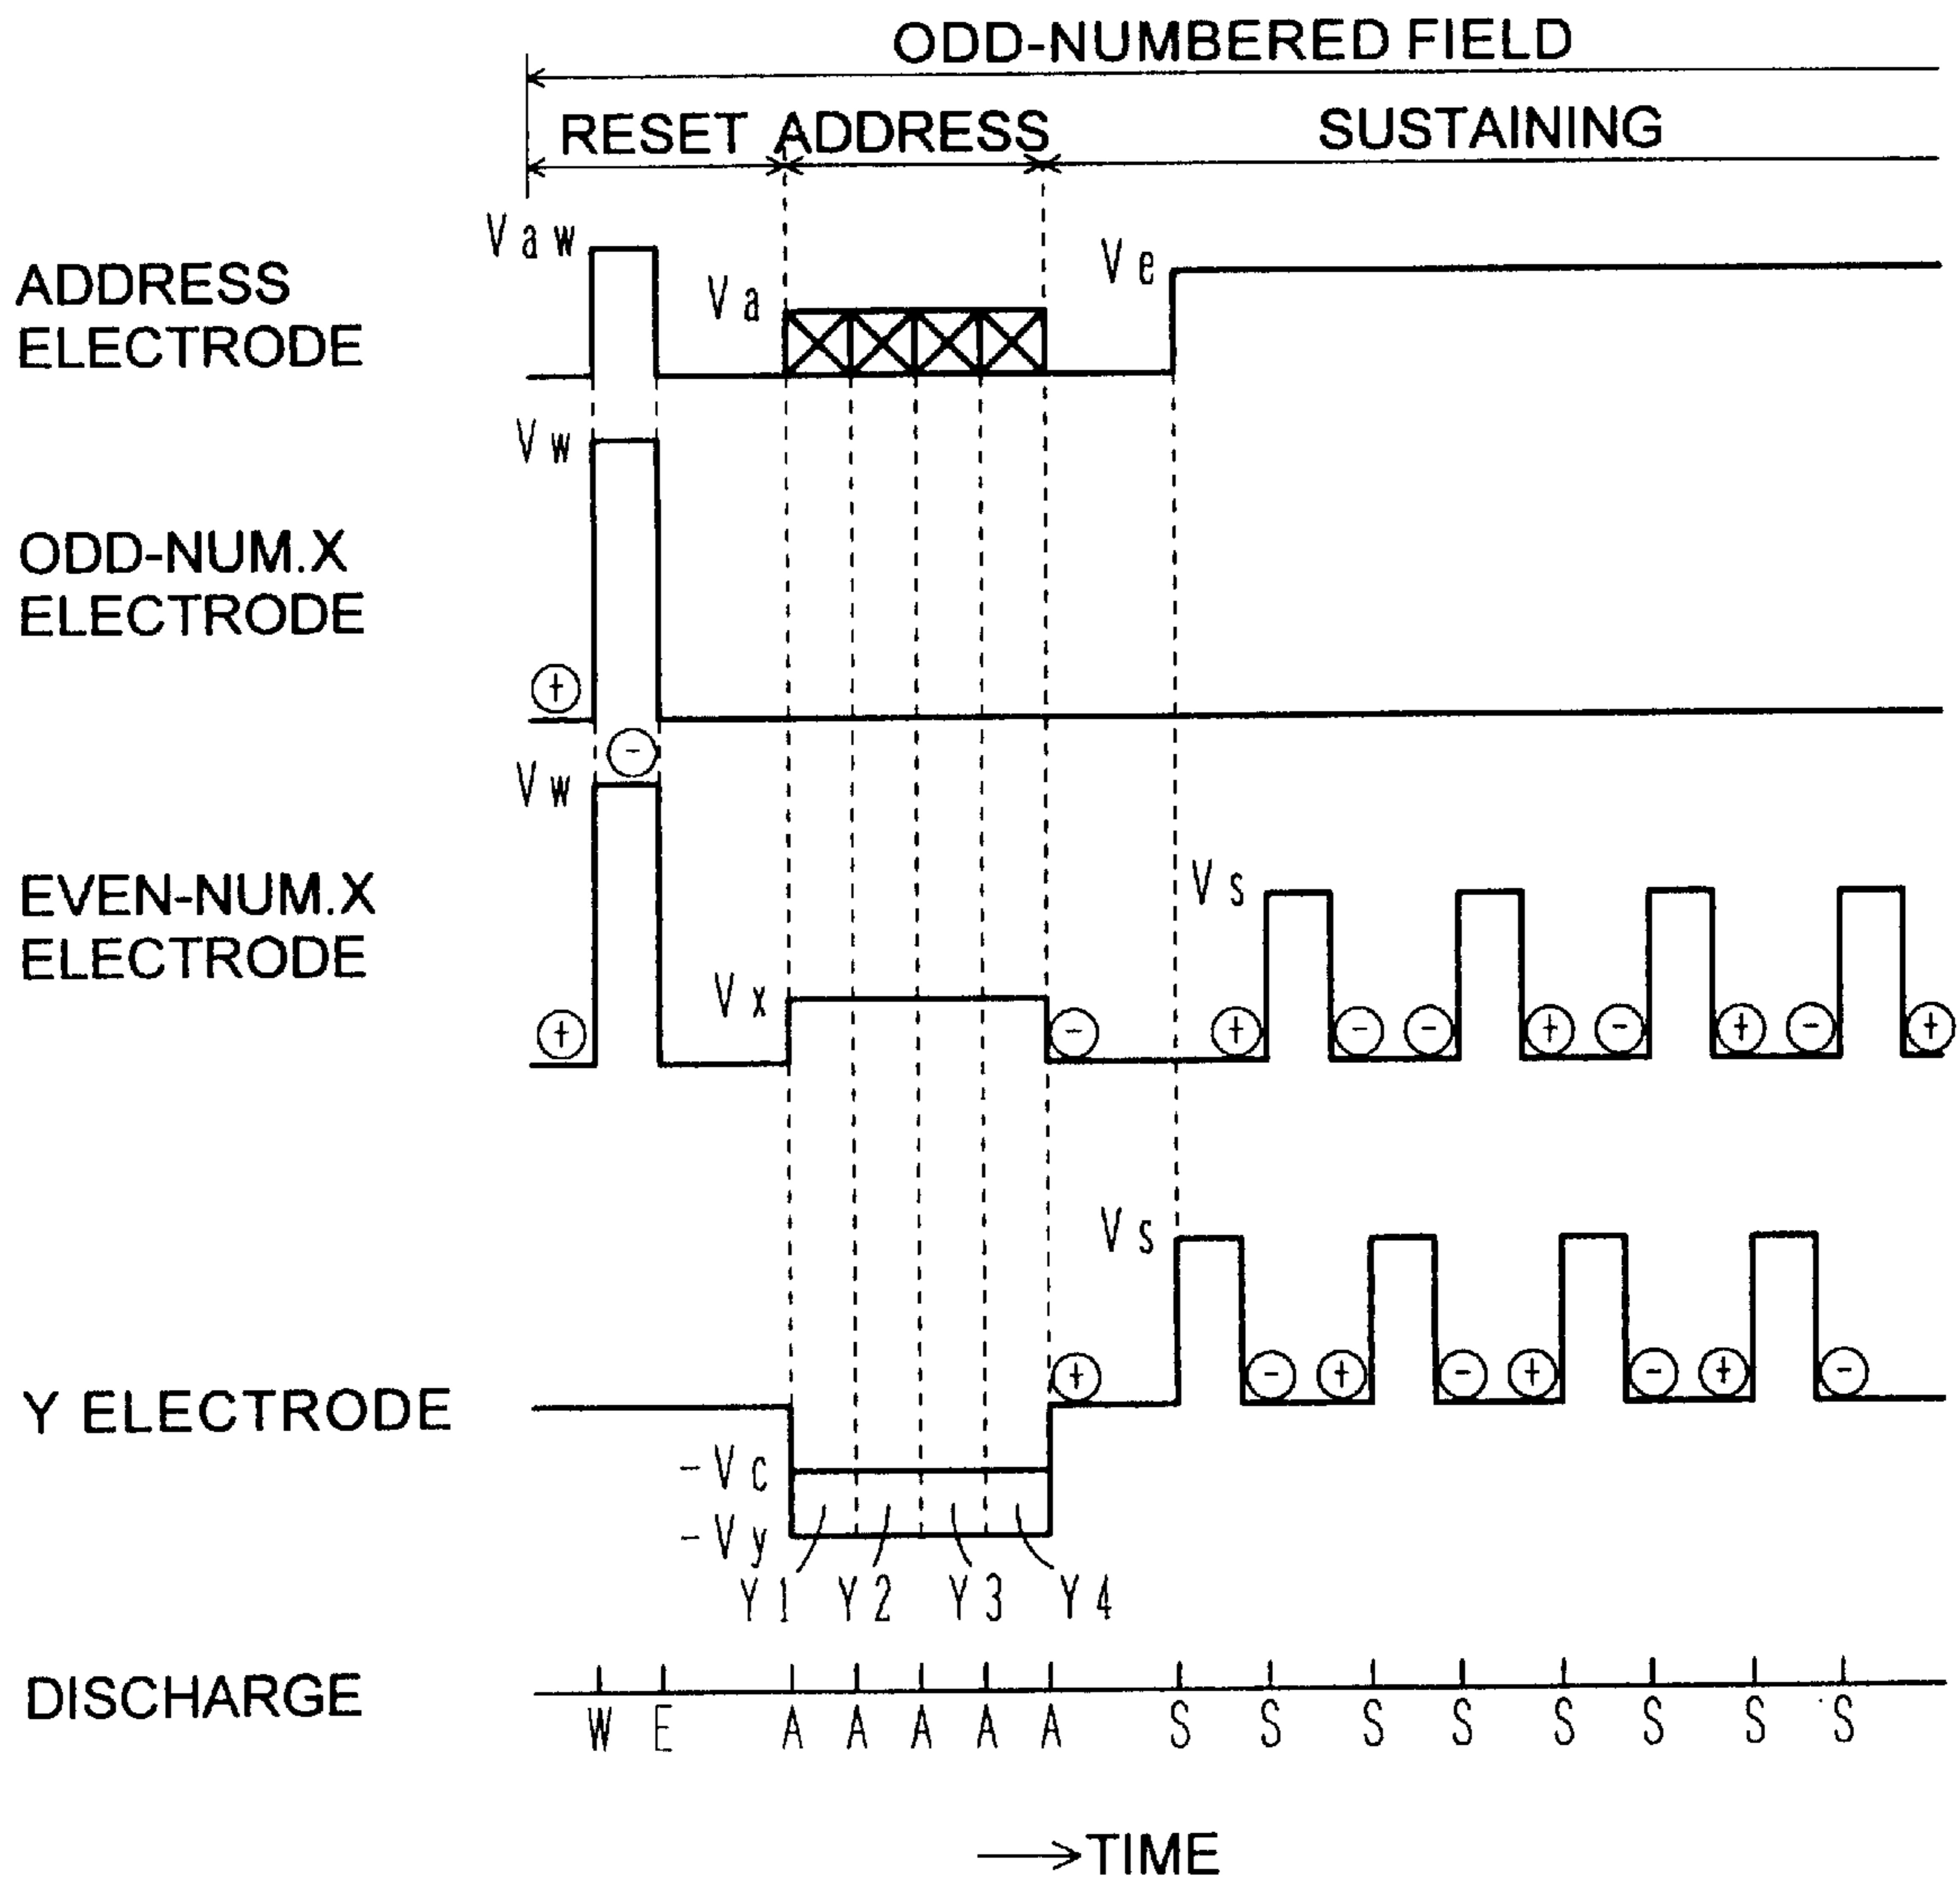 ODD-NUMBERED FIELD
RESET ADDRESS SUSTAINING
Vaw
Va
Ve
ADDRESS
ELECTRODE
Vw
ODD-NUM.X
ELECTRODE
+
-
Vw
EVEN-NUM.X
ELECTRODE
Vs
Vx
+ - + - - + - + - +
Vs
Y ELECTRODE
+ - + - + - + -
-Vc
-Vy
Y1 Y2 Y3 Y4
DISCHARGE
W E A A A A A S S S S S S S S
→TIME